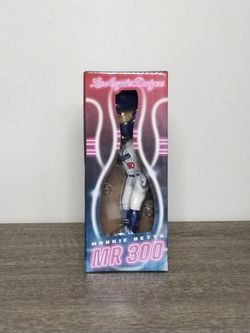 Los Angeles Dodgers
50
MOOKIE BETTS
MR 300